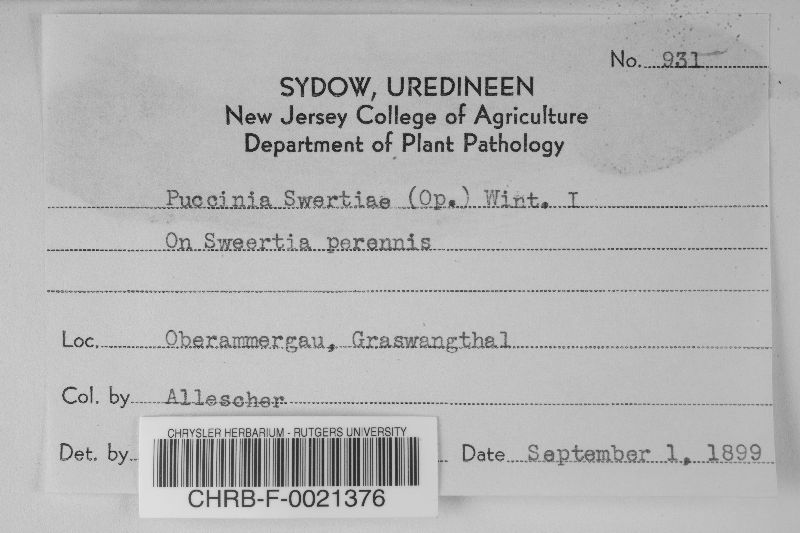 No. 931
SYDOW, UREDINEEN
New Jersey College of Agriculture
Department of Plant Pathology
Puccinia Swertiae (Op.) Wint. I
On Sweertia perennis
Loc. Oberammergau, Graswangthal
Col. by Allescher
Det. by Date September 1, 1899
CHRYSLER HERBARIUM - RUTGERS UNIVERSITY
CHRB-F-0021376